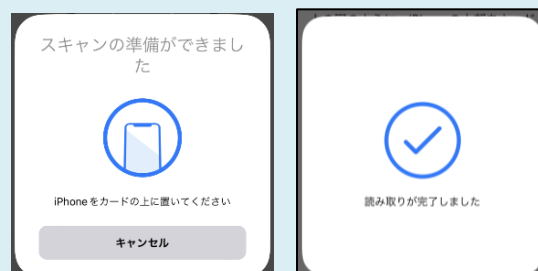 スキャンの準備ができまし
た
iPhoneをカードの上に置いてください
キャンセル
読み取りが完了しました